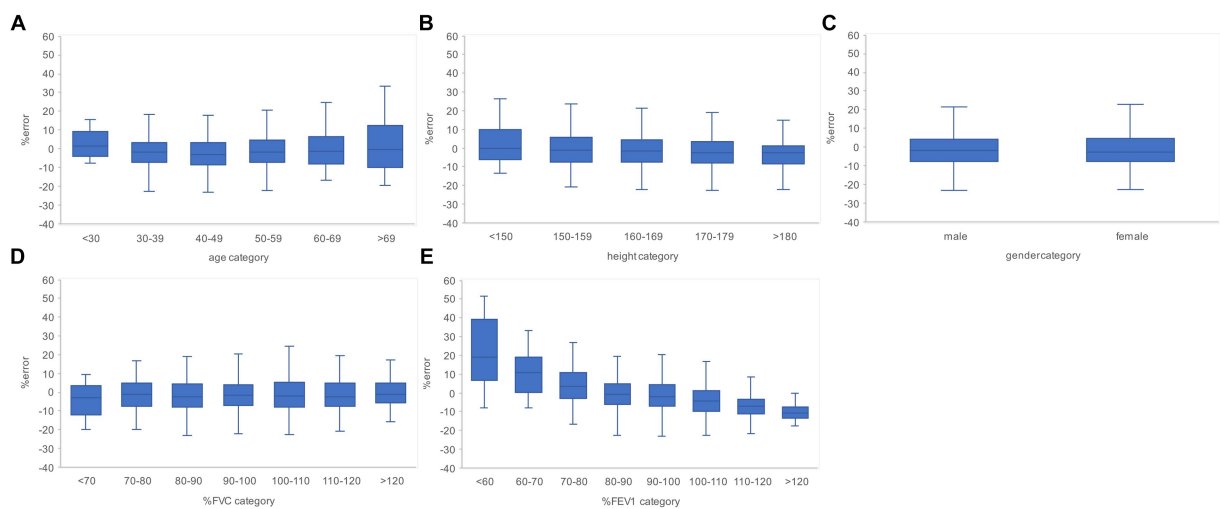 A
60
50
40
30
20
10
0
-10
-20
-30
-40
%error
<30 30-39 40-49 50-59 60-69 >69
age category
B
60
50
40
30
20
10
0
-10
-20
-30
-40
%error
<150 150-159 160-169 170-179 >180
height category
C
60
50
40
30
20
10
0
-10
-20
-30
-40
%error
male female
gendercategory
D
60
50
40
30
20
10
0
-10
-20
-30
-40
%error
<70 70-80 80-90 90-100 100-110 110-120 >120
%FVC category
E
60
50
40
30
20
10
0
-10
-20
-30
-40
%error
<60 60-70 70-80 80-90 90-100 100-110 110-120 >120
%FEV1 category